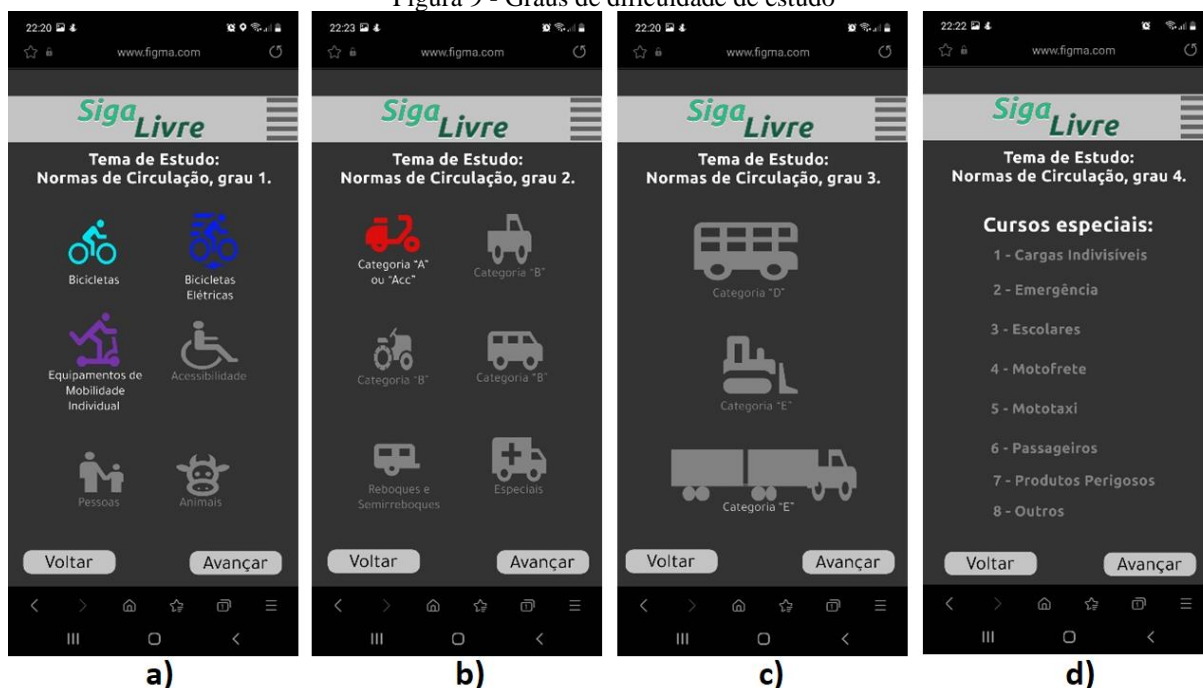 Figura 9 - Graus de dificuldade de estudo
22:20
www.figma.com
Siga
Livre
Tema de Estudo:
Normas de Circulação, grau 1.
Bicicletas
Bicicletas
Elétricas
Equipamentos de
Mobilidade
Individual
Acessibilidade
Pessoas
Animais
Voltar
Avançar
a)
22:23
www.figma.com
Siga
Livre
Tema de Estudo:
Normas de Circulação, grau 2.
Categoria "A"
ou "Acc"
Categoria "B"
Categoria "B"
Categoria "B"
Reboques e
Semirreboques
Especiais
Voltar
Avançar
b)
22:20
www.figma.com
Siga
Livre
Tema de Estudo:
Normas de Circulação, grau 3.
Categoria "D"
Categoria "E"
Categoria "E"
Voltar
Avançar
c)
22:22
www.figma.com
Siga
Livre
Tema de Estudo:
Normas de Circulação, grau 4.
Cursos especiais:
1 - Cargas Indivisíveis
2 - Emergência
3 - Escolares
4 - Motofrete
5 - Mototaxi
6 - Passageiros
7 - Produtos Perigosos
8 - Outros
Voltar
Avançar
d)